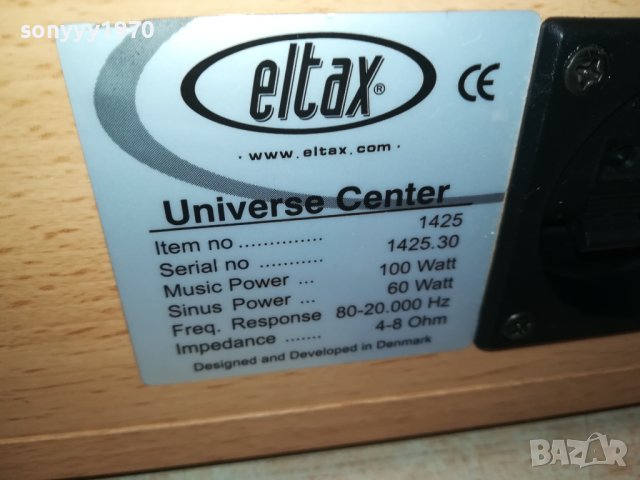 sonyyy1970
eltax®
CE
· www.eltax.com ·
Universe Center
Item no .............. 1425
Serial no ........... 1425.30
Music Power ... 100 Watt
Sinus Power ... 60 Watt
Freq. Response 80-20.000 Hz
Impedance ....... 4-8 Ohm
Designed and Developed in Denmark
BAZAR